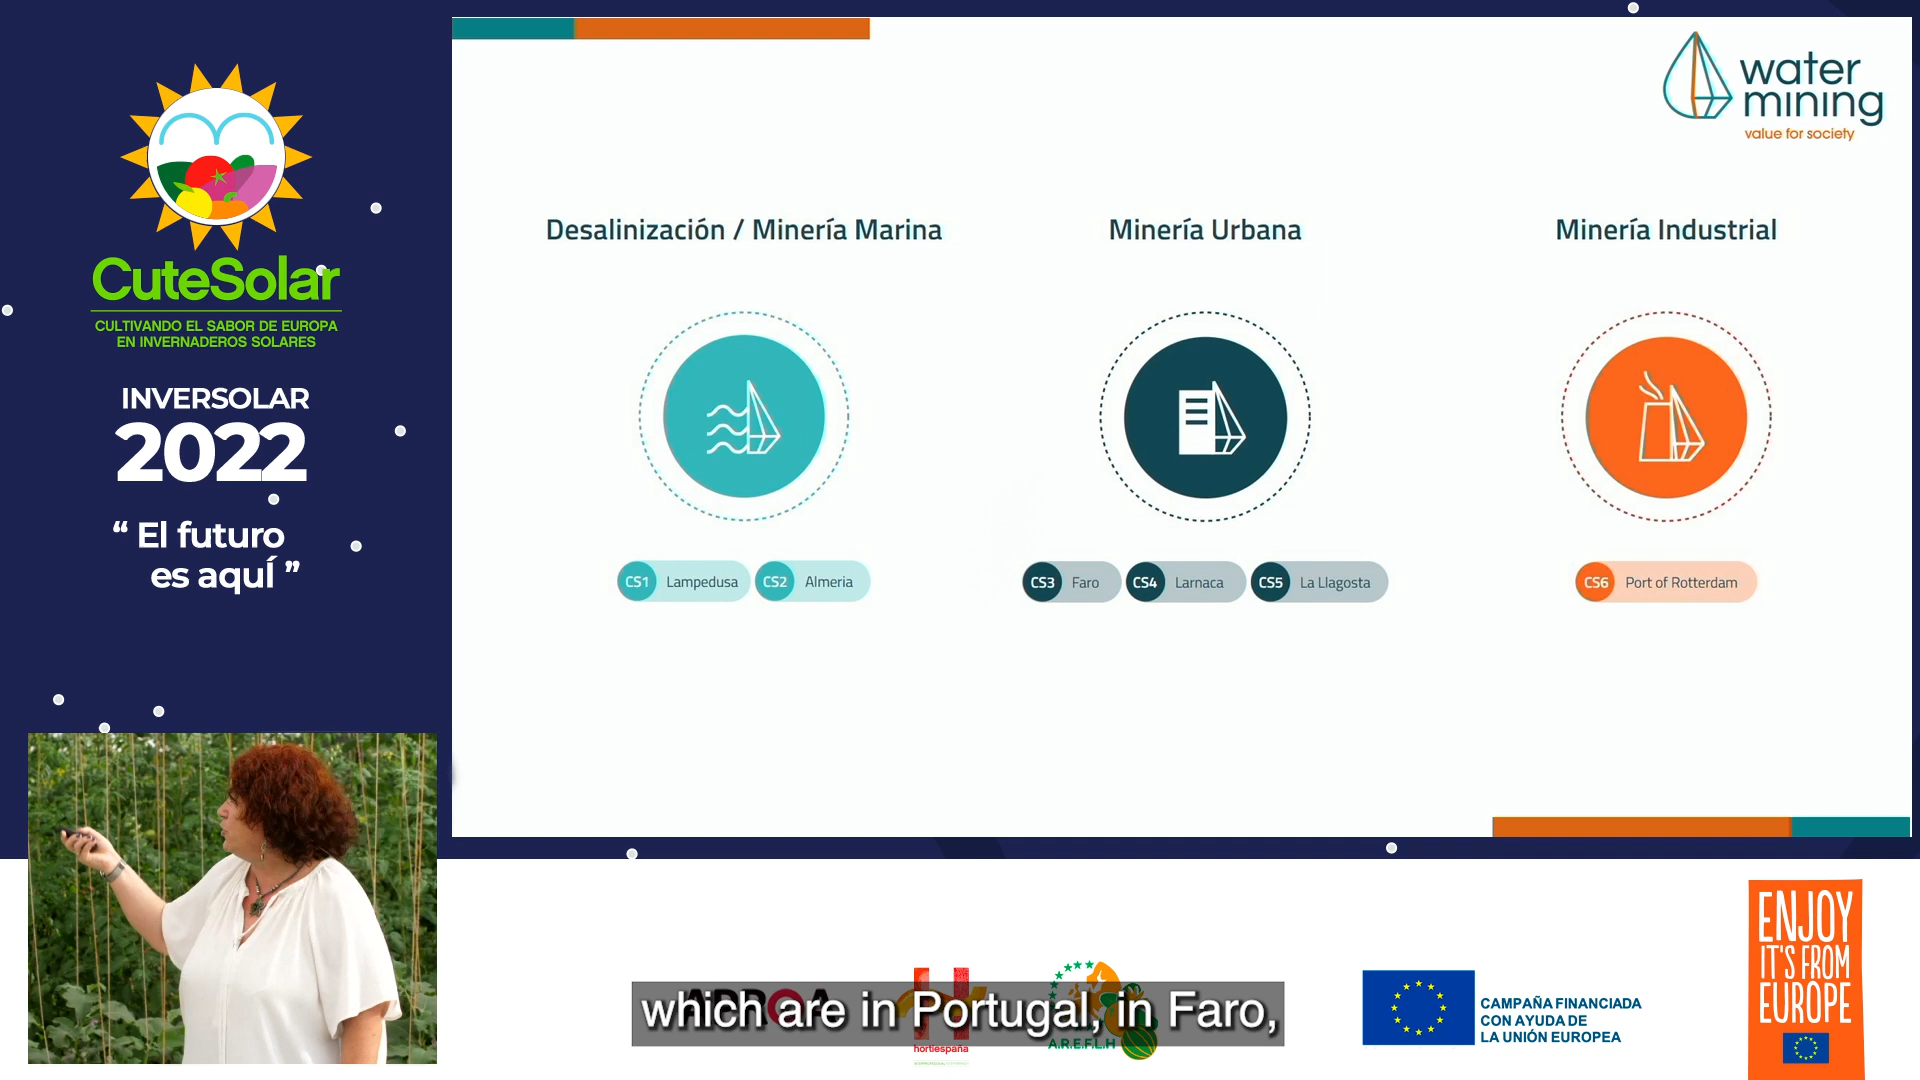 CuteSolar
CULTIVANDO EL SABOR DE EUROPA
EN INVERNADEROS SOLARES
INVERSOLAR
2022
“ El futuro
es aquÍ ”
water
mining
value for society
Desalinización / Minería Marina
Minería Urbana
Minería Industrial
CS1 Lampedusa
CS2 Almeria
CS3 Faro
CS4 Larnaca
CS5 La Llagosta
CS6 Port of Rotterdam
which are in Portugal, in Faro,
hortiespaña
A.R.E.F.L.H
CAMPAÑA FINANCIADA
CON AYUDA DE
LA UNIÓN EUROPEA
ENJOY
IT'S FROM
EUROPE